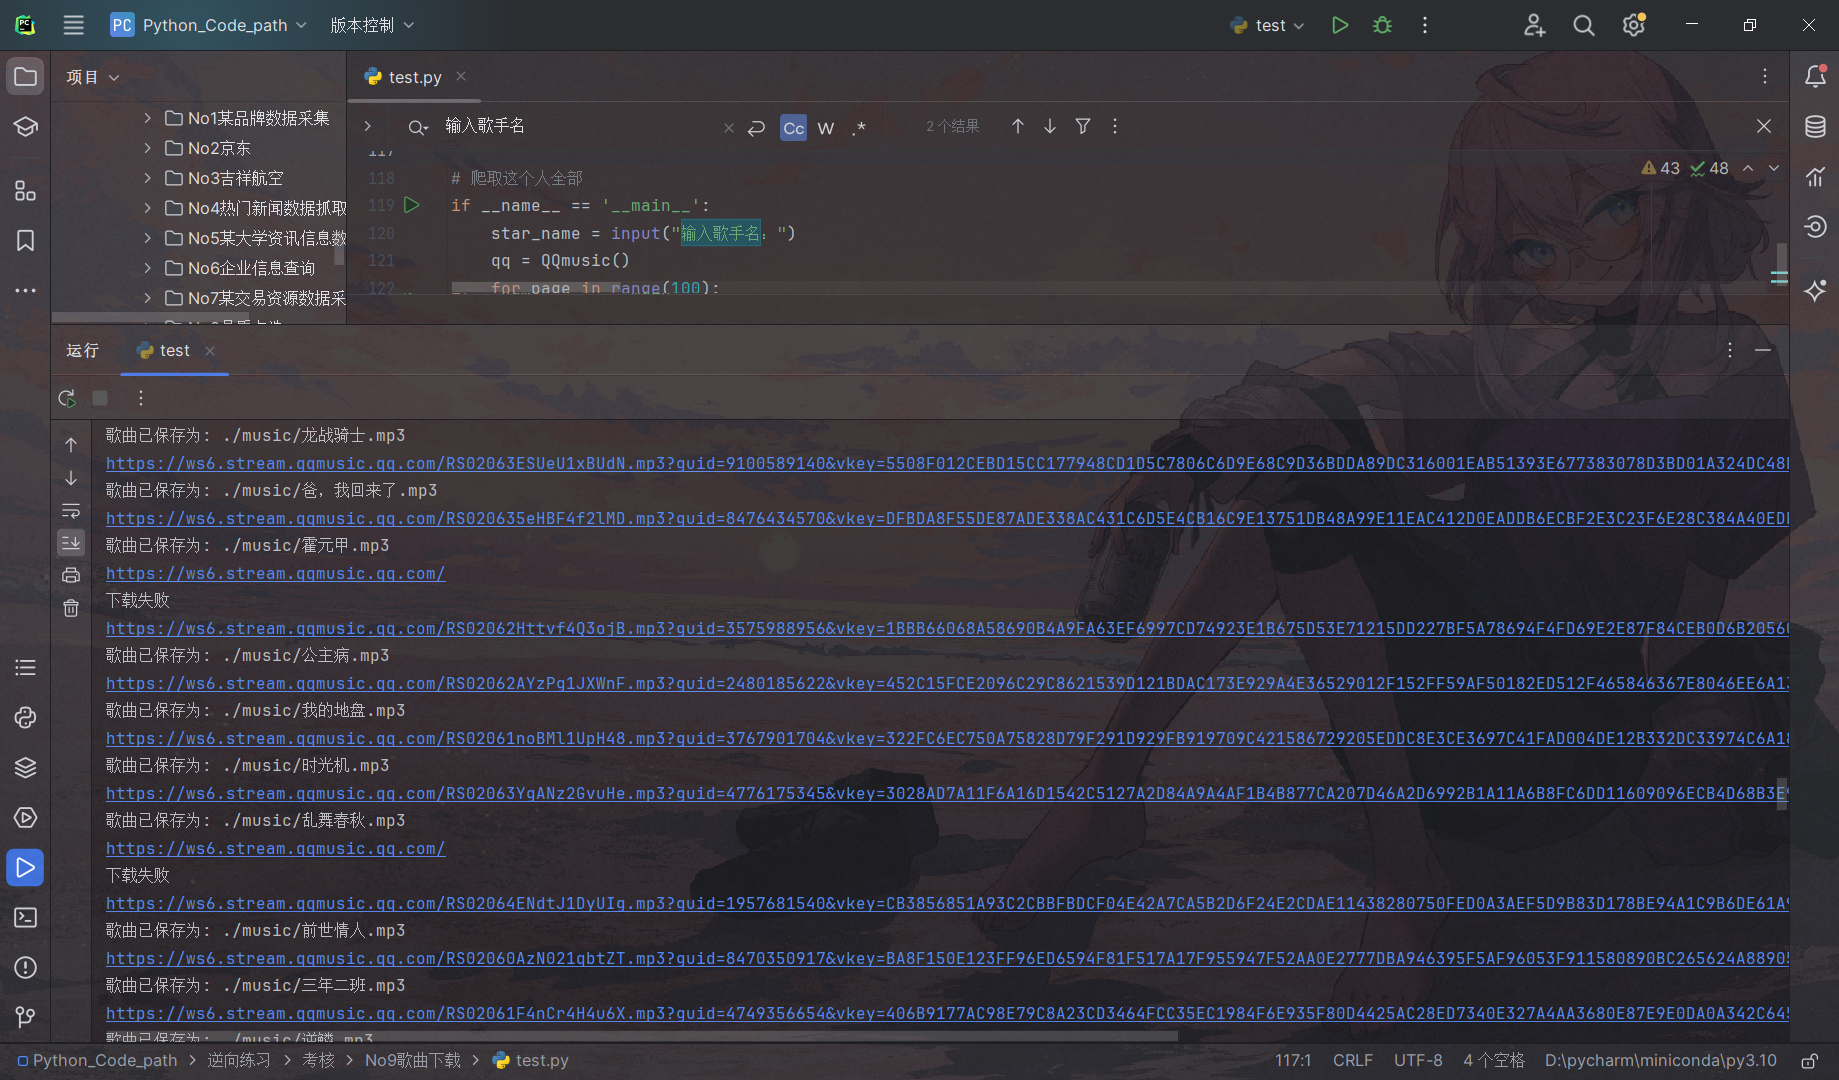 PC Python_Code_path 版本控制 test
项目
test.py
No1某品牌数据采集
No2京东
No3吉祥航空
No4热门新闻数据抓取
No5某大学资讯信息数
No6企业信息查询
No7某交易资源数据采
输入歌手名 Cc W .* 2 个结果
43 48
117
118 # 爬取这个人全部
119 if __name__ == '__main__':
120 star_name = input("输入歌手名: ")
121 qq = QQmusic()
122 for page in range(100):
运行 test
歌曲已保存为: ./music/龙战骑士.mp3
https://ws6.stream.qqmusic.qq.com/RS02063ESUeU1xBUdN.mp3?guid=9100589140&vkey=5508F012CEBD15CC177948CD1D5C7806C6D9E68C9D36BDDA89DC316001EAB51393E677383078D3BD01A324DC48
歌曲已保存为: ./music/爸，我回来了.mp3
https://ws6.stream.qqmusic.qq.com/RS020635eHBF4f2lMD.mp3?guid=8476434570&vkey=DFBDA8F55DE87ADE338AC431C6D5E4CB16C9E13751DB48A99E11EAC412D0EADDB6ECBF2E3C23F6E28C384A40ED
歌曲已保存为: ./music/霍元甲.mp3
https://ws6.stream.qqmusic.qq.com/
下载失败
https://ws6.stream.qqmusic.qq.com/RS02062Httvf4Q3ojB.mp3?guid=3575988956&vkey=1BBB66068A58690B4A9FA63EF6997CD74923E1B675D53E71215DD227BF5A78694F4FD69E2E87F84CEB0D6B20560
歌曲已保存为: ./music/公主病.mp3
https://ws6.stream.qqmusic.qq.com/RS02062AYzPq1JXWnF.mp3?guid=2480185622&vkey=452C15FCE2096C29C8621539D121BDAC173E929A4E36529012F152FF59AF50182ED512F465846367E8046EE6A13
歌曲已保存为: ./music/我的地盘.mp3
https://ws6.stream.qqmusic.qq.com/RS02061noBMl1UpH48.mp3?guid=3767901704&vkey=322FC6EC750A75828D79F291D929FB919709C421586729205EDDC8E3CE3697C41FAD004DE12B332DC33974C6A18
歌曲已保存为: ./music/时光机.mp3
https://ws6.stream.qqmusic.qq.com/RS02063YgANz2GvuHe.mp3?guid=4776175345&vkey=3028AD7A11F6A16D1542C5127A2D84A9A4AF1B4B877CA207D46A2D6992B1A11A6B8FC6DD11609096ECB4D68B3E9
歌曲已保存为: ./music/乱舞春秋.mp3
https://ws6.stream.qqmusic.qq.com/
下载失败
https://ws6.stream.qqmusic.qq.com/RS02064ENdtJ1DyUIg.mp3?guid=1957681540&vkey=CB3856851A93C2CBBFBDCF04E42A7CA5B2D6F24E2CDAE11438280750FED0A3AEF5D9B83D178BE94A1C9B6DE61A9
歌曲已保存为: ./music/前世情人.mp3
https://ws6.stream.qqmusic.qq.com/RS02060AzN021qbtZT.mp3?guid=8470350917&vkey=BA8F150E123FF96ED6594F81F517A17F955947F52AA0E2777DBA946395F5AF96053F911580890BC265624A88905
歌曲已保存为: ./music/三年二班.mp3
https://ws6.stream.qqmusic.qq.com/RS02061F4nCr4H4u6X.mp3?guid=4749356654&vkey=406B9177AC98E79C8A23CD3464FCC35EC1984F6E935F80D4425AC28ED7340E327A4AA3680E87E9E0DA0A342C645
歌曲已保存为: ./music/逆鳞.mp3
Python_Code_path 逆向练习 考核 No9歌曲下载 test.py 117:1 CRLF UTF-8 4 个空格 D:\pycharm\miniconda\py3.10